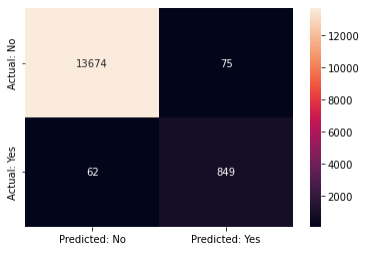 Actual: No
13674
75
Actual: Yes
62
849
Predicted: No
Predicted: Yes
12000
10000
8000
6000
4000
2000